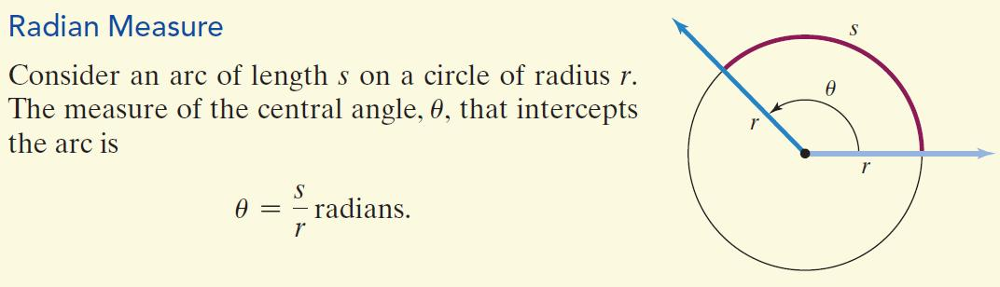 Radian Measure
Consider an arc of length s on a circle of radius r.
The measure of the central angle, θ, that intercepts
the arc is
θ = s/r radians.
s
θ
r
r